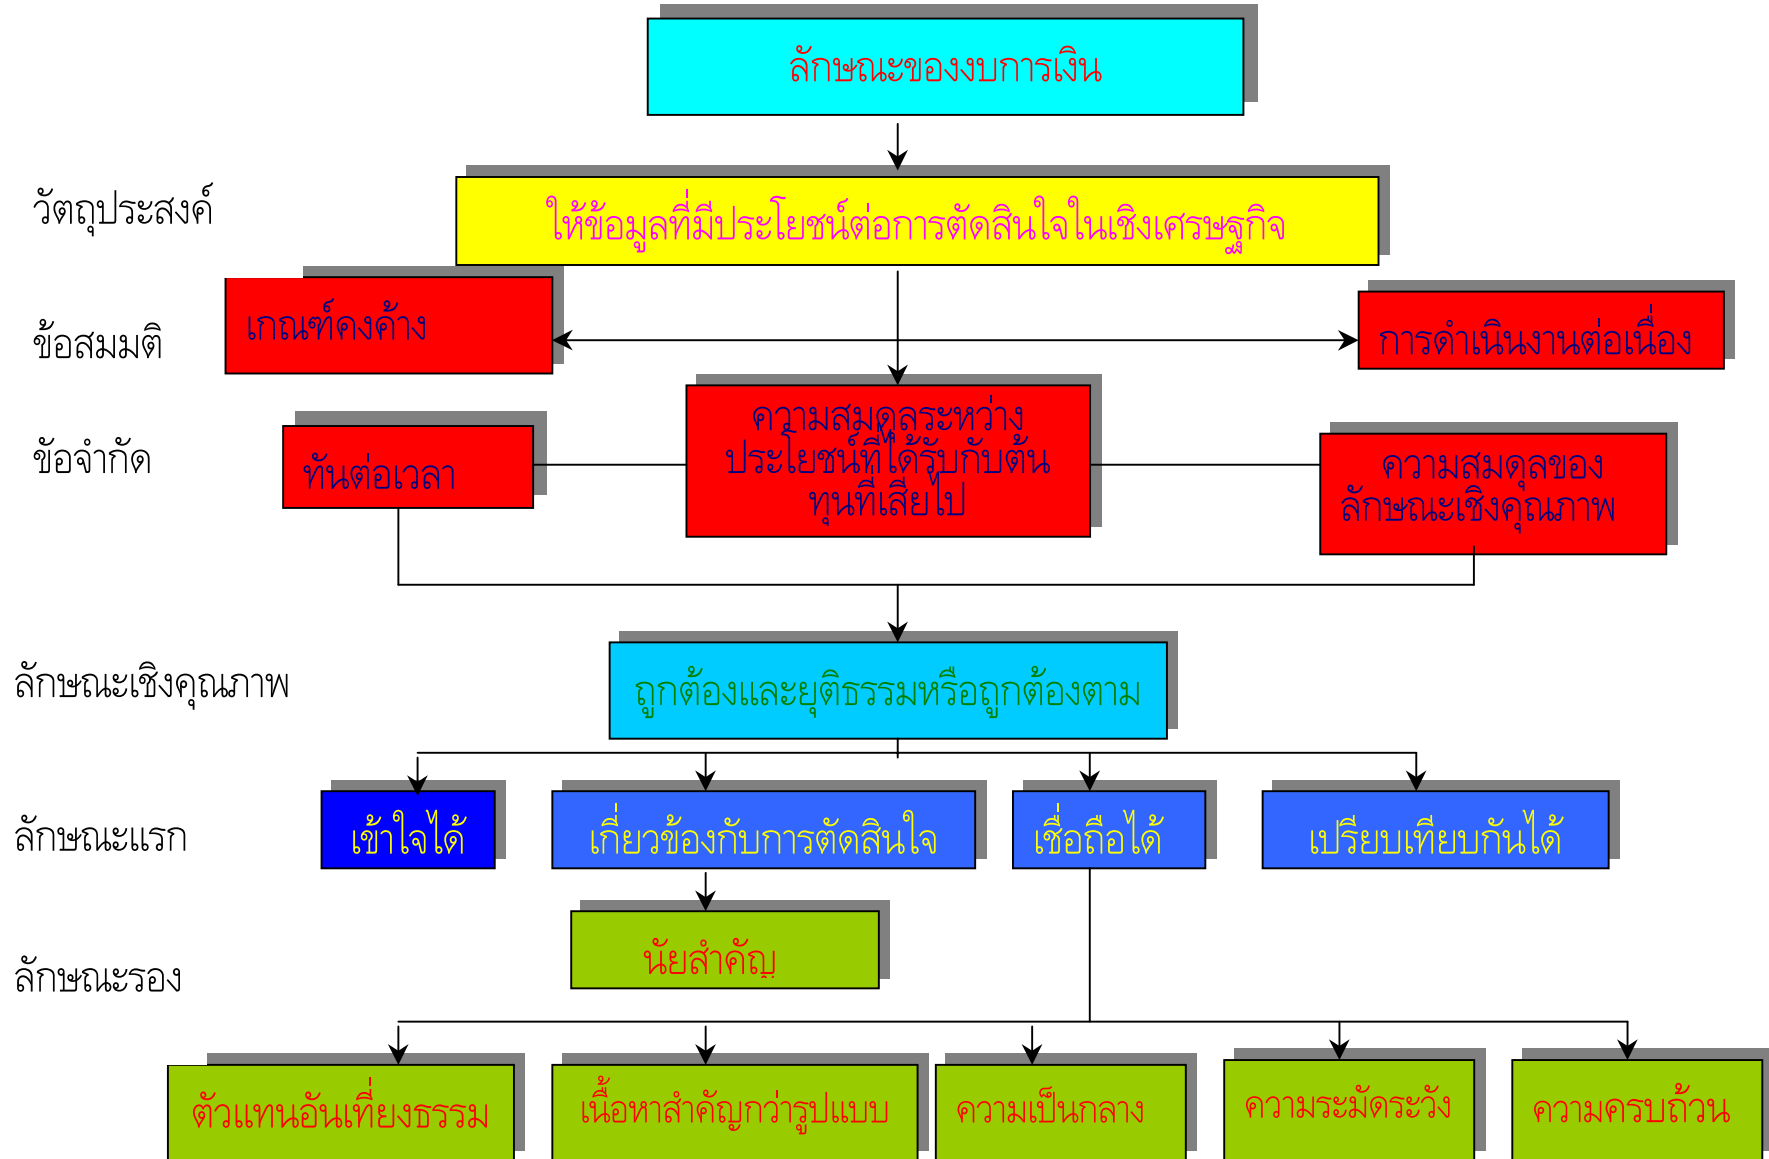 ลักษณะของงบการเงิน
วัตถุประสงค์
ให้ข้อมูลที่มีประโยชน์ต่อการตัดสินใจในเชิงเศรษฐกิจ
ข้อสมมติ
เกณฑ์คงค้าง
การดำเนินงานต่อเนื่อง
ข้อจำกัด
ทันต่อเวลา
ความสมดุลระหว่าง
ประโยชน์ที่ได้รับกับต้น
ทุนที่เสียไป
ความสมดุลของ
ลักษณะเชิงคุณภาพ
ลักษณะเชิงคุณภาพ
ถูกต้องและยุติธรรมหรือถูกต้องตาม
ลักษณะแรก
เข้าใจได้
เกี่ยวข้องกับการตัดสินใจ
เชื่อถือได้
เปรียบเทียบกันได้
ลักษณะรอง
นัยสำคัญ
ตัวแทนอันเที่ยงธรรม
เนื้อหาสำคัญกว่ารูปแบบ
ความเป็นกลาง
ความระมัดระวัง
ความครบถ้วน